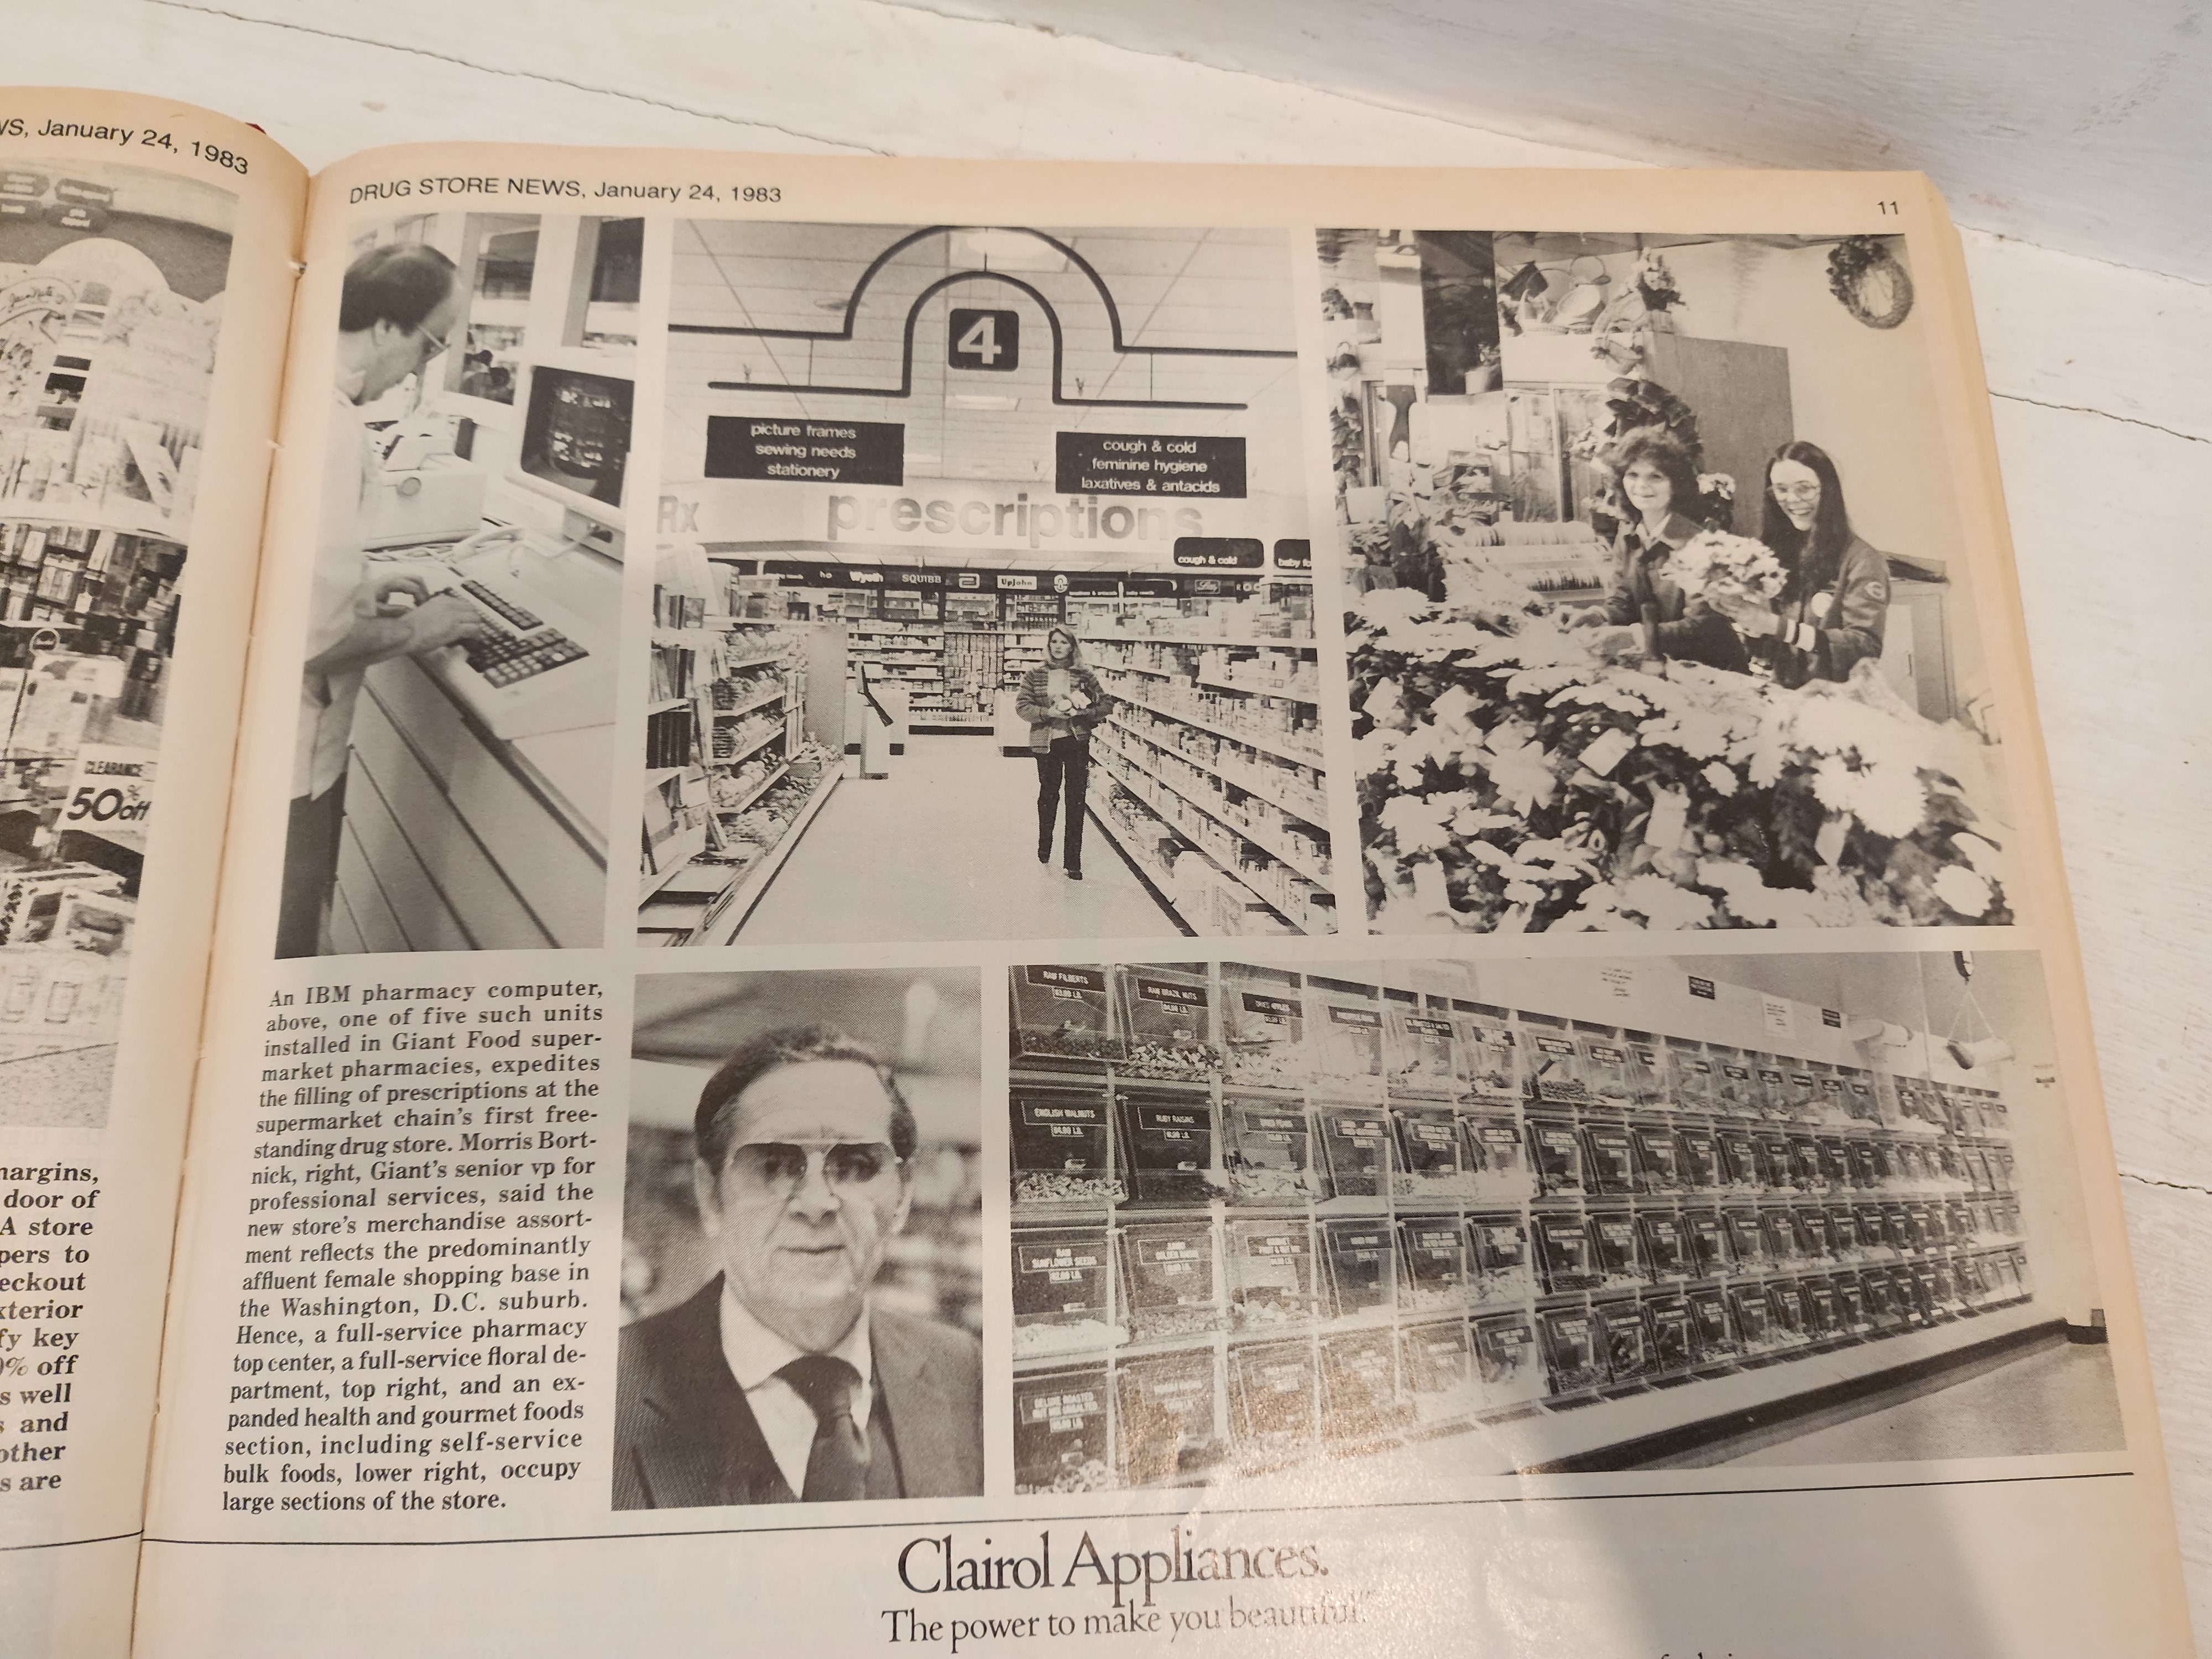 WS, January 24, 1983
CLEARANCE
50% off
margins,
door of
A store
pers to
eckout
xterior
fy key
0% off
s well
s and
other
s are
DRUG STORE NEWS, January 24, 1983
11
4
picture frames
sewing needs
stationery
cough & cold
feminine hygiene
laxatives & antacids
Rx
prescriptions
cough & cold
baby fo
Wyeth
SQUIBB
Upjohn
An IBM pharmacy computer,
above, one of five such units
installed in Giant Food super-
market pharmacies, expedites
the filling of prescriptions at the
supermarket chain's first free-
standing drug store. Morris Bort-
nick, right, Giant's senior vp for
professional services, said the
new store's merchandise assort-
ment reflects the predominantly
affluent female shopping base in
the Washington, D.C. suburb.
Hence, a full-service pharmacy
top center, a full-service floral de-
partment, top right, and an ex-
panded health and gourmet foods
section, including self-service
bulk foods, lower right, occupy
large sections of the store.
RAW FILBERTS
RAW BRAZIL NUTS
ENGLISH WALNUTS
RUBY RAISINS
RAW
SUNFLOWER SEEDS
Clairol Appliances.
The power to make you beautiful.